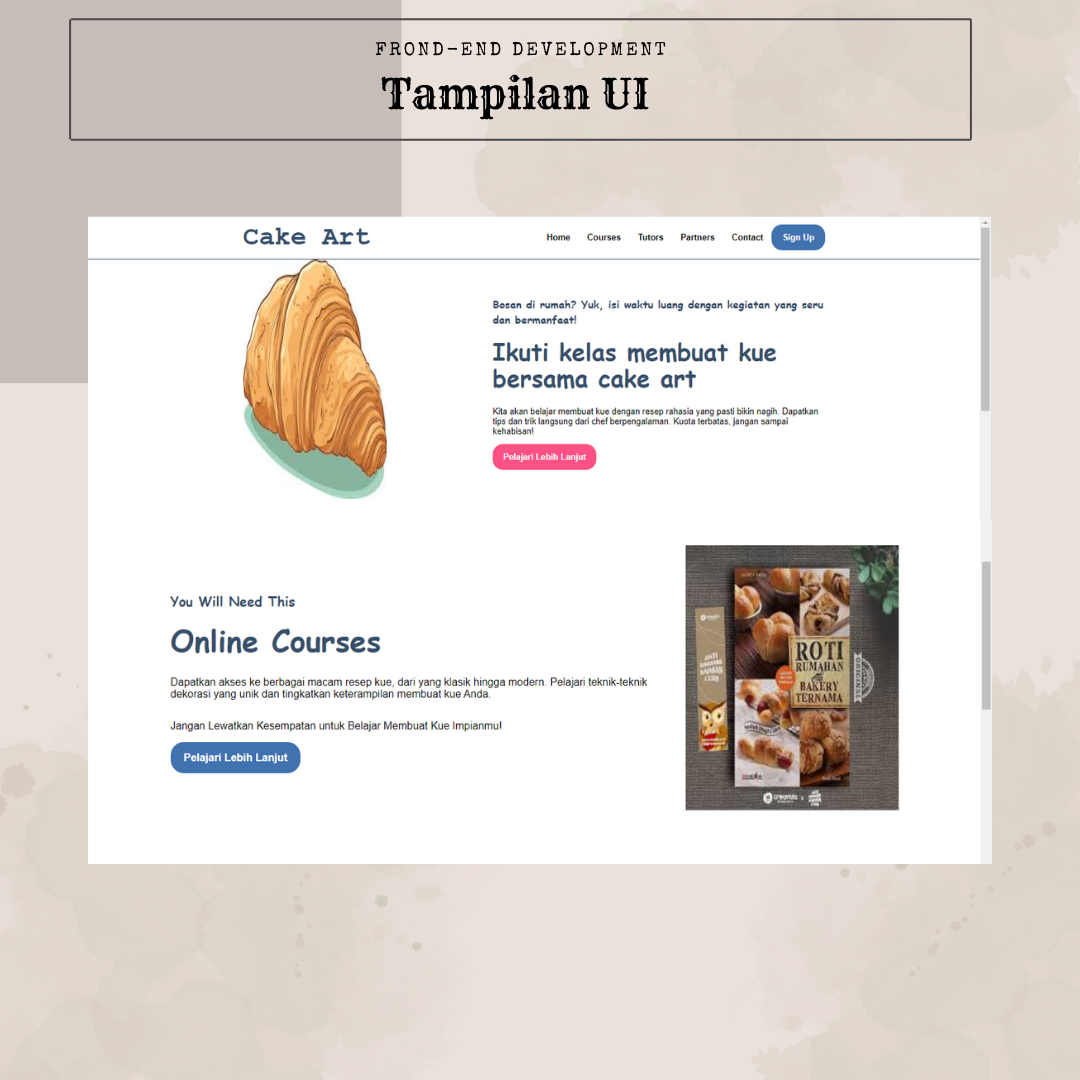 FROND-END DEVELOPMENT
Tampilan UI
Cake Art
Home Courses Tutors Partners Contact Sign Up
Bosan di rumah? Yuk, isi waktu luang dengan kegiatan yang seru
dan bermanfaat!
Ikuti kelas membuat kue
bersama cake art
Kita akan belajar membuat kue dengan resep rahasia yang pasti bikin nagih. Dapatkan
tips dan trik langsung dari chef berpengalaman. Kuota terbatas, jangan sampai
kehabisan!
Pelajari Lebih Lanjut
You Will Need This
Online Courses
Dapatkan akses ke berbagai macam resep kue, dari yang klasik hingga modern. Pelajari teknik-teknik
dekorasi yang unik dan tingkatkan keterampilan membuat kue Anda.
Jangan Lewatkan Kesempatan untuk Belajar Membuat Kue Impianmu!
Pelajari Lebih Lanjut
ROTI
RUMAHAN
BAKERY
TERNAMA
ORIGINAL